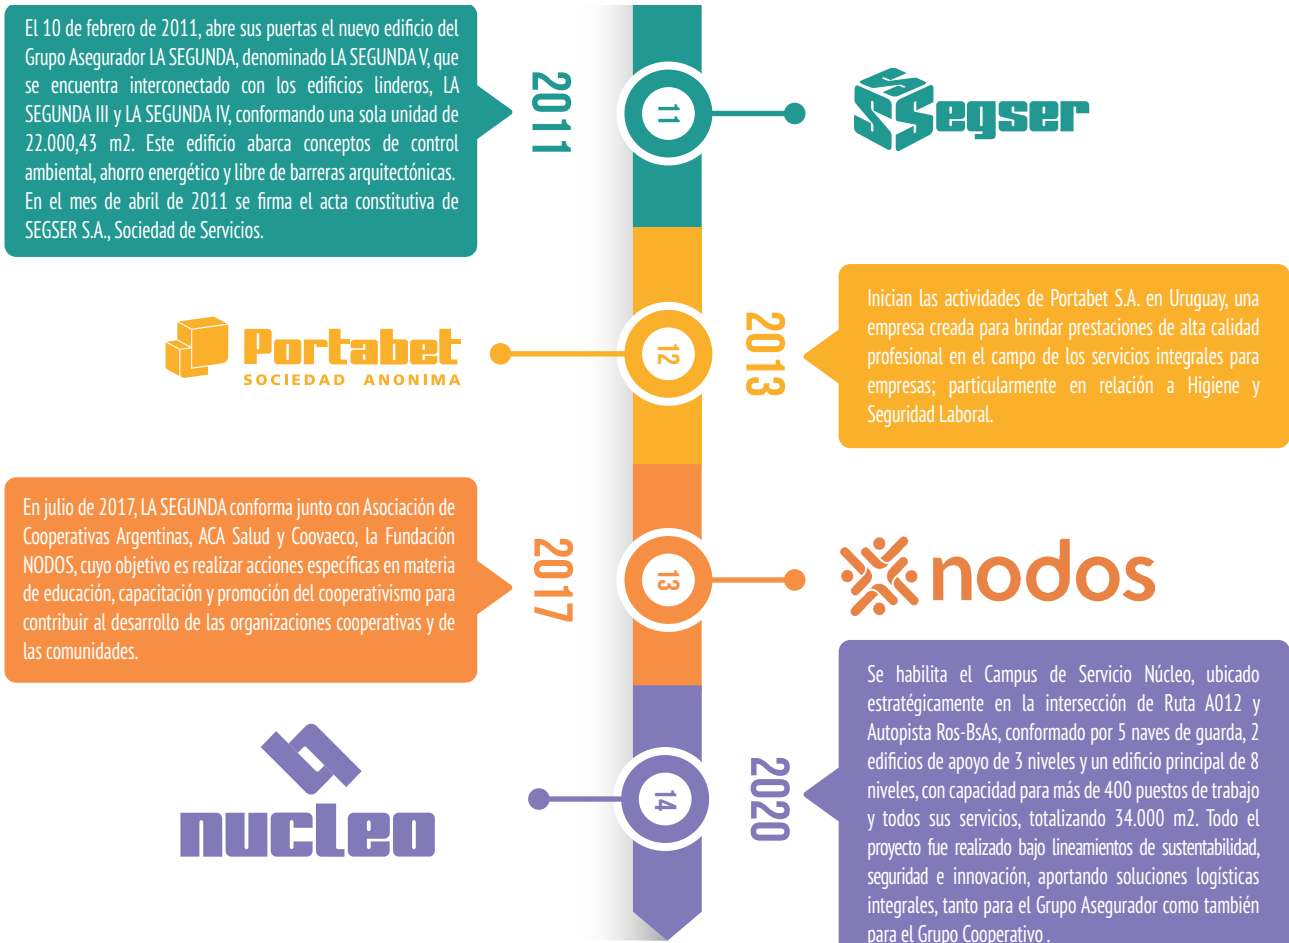 El 10 de febrero de 2011, abre sus puertas el nuevo edificio del
Grupo Asegurador LA SEGUNDA, denominado LA SEGUNDA V, que
se encuentra interconectado con los edificios linderos, LA
SEGUNDA III y LA SEGUNDA IV, conformando una sola unidad de
22.000,43 m2. Este edificio abarca conceptos de control
ambiental, ahorro energético y libre de barreras arquitectónicas.
En el mes de abril de 2011 se firma el acta constitutiva de
SEGSER S.A., Sociedad de Servicios.
2011
11
Segser
Portabet
SOCIEDAD ANONIMA
12
2013
Inician las actividades de Portabet S.A. en Uruguay, una
empresa creada para brindar prestaciones de alta calidad
profesional en el campo de los servicios integrales para
empresas; particularmente en relación a Higiene y
Seguridad Laboral.
En julio de 2017, LA SEGUNDA conforma junto con Asociación de
Cooperativas Argentinas, ACA Salud y Coovaeco, la Fundación
NODOS, cuyo objetivo es realizar acciones específicas en materia
de educación, capacitación y promoción del cooperativismo para
contribuir al desarrollo de las organizaciones cooperativas y de
las comunidades.
2017
13
nodos
nucleo
14
2020
Se habilita el Campus de Servicio Núcleo, ubicado
estratégicamente en la intersección de Ruta A012 y
Autopista Ros-BsAs, conformado por 5 naves de guarda, 2
edificios de apoyo de 3 niveles y un edificio principal de 8
niveles, con capacidad para más de 400 puestos de trabajo
y todos sus servicios, totalizando 34.000 m2. Todo el
proyecto fue realizado bajo lineamientos de sustentabilidad,
seguridad e innovación, aportando soluciones logísticas
integrales, tanto para el Grupo Asegurador como también
para el Grupo Cooperativo .